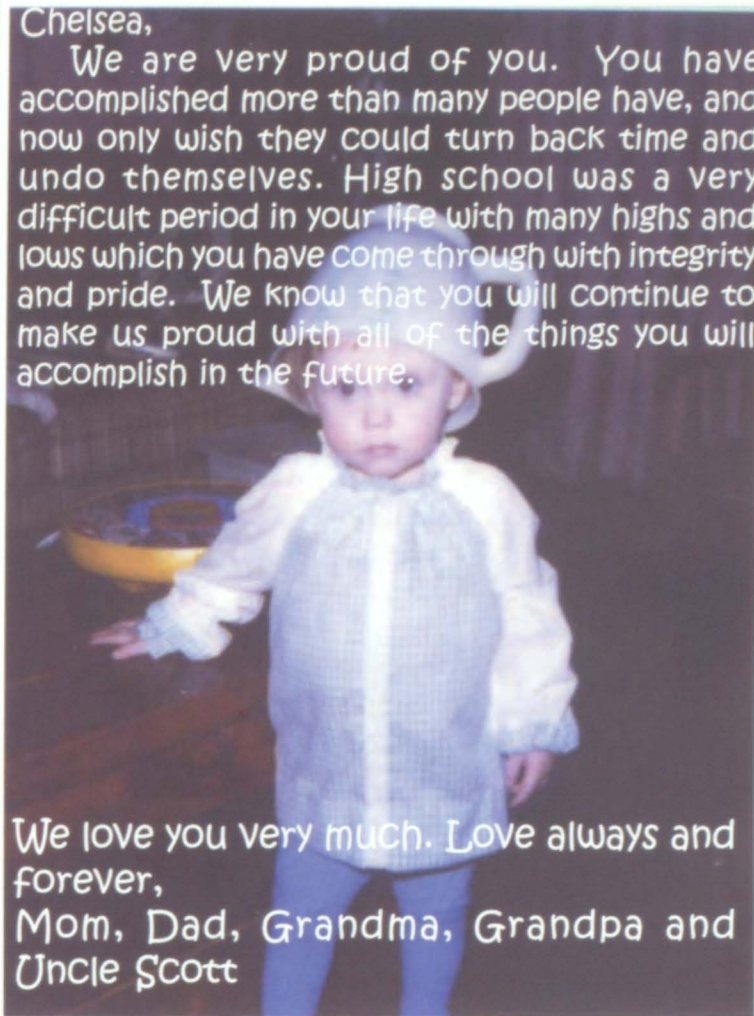 Chelsea,
We are very proud of you. You have
accomplished more than many people have, and
now only wish they could turn back time and
undo themselves. High school was a very
difficult period in your life with many highs and
lows which you have come through with integrity
and pride. We know that you will continue to
make us proud with all of the things you will
accomplish in the future.
We love you very much. Love always and
forever,
Mom, Dad, Grandma, Grandpa and
Uncle Scott